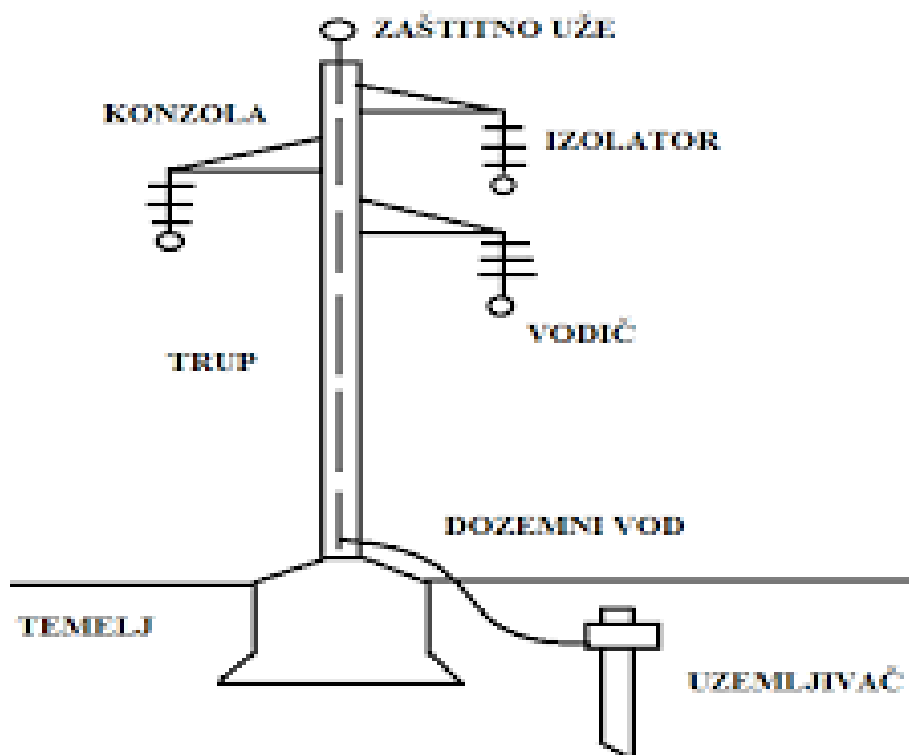 ZAŠTITNO UŽE
KONZOLA
IZOLATOR
VODIČ
TRUP
DOZEMNI VOD
TEMELJ
UZEMLJIVAČ